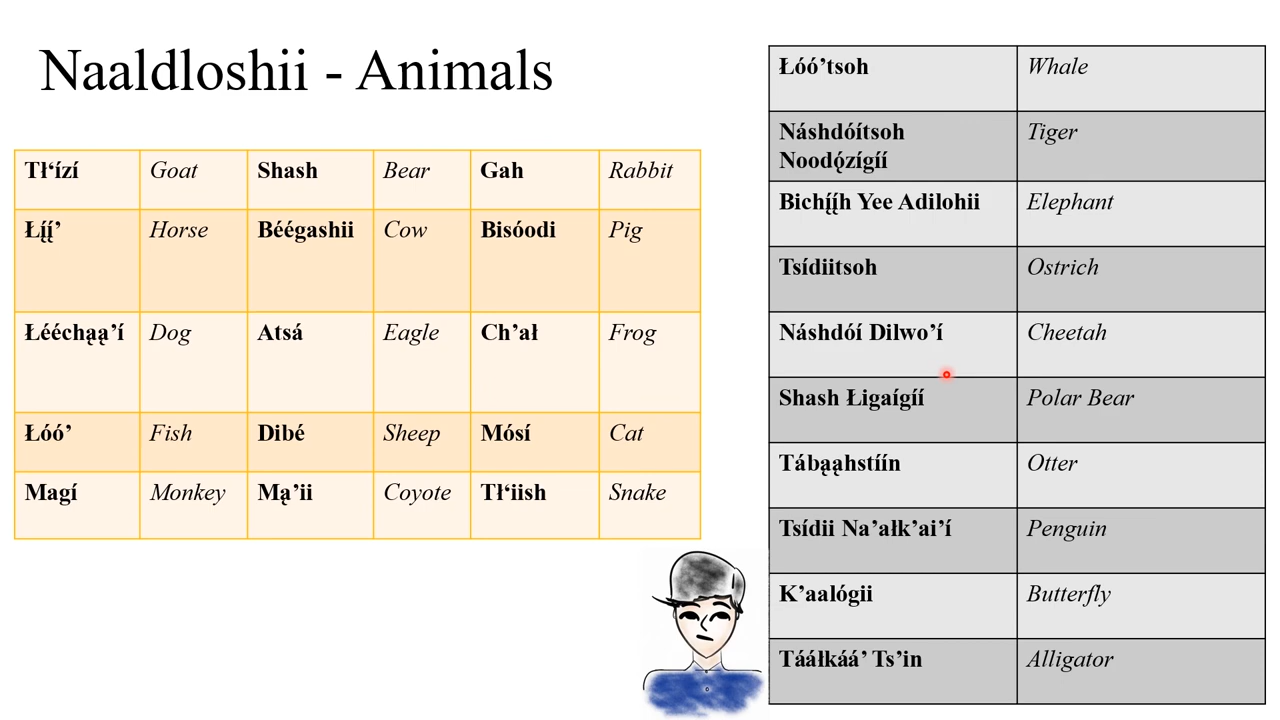 Naaldloshii - Animals
Tł‘ízí Goat Shash Bear Gah Rabbit
Łį́į́’ Horse Béégashii Cow Bisóodi Pig
Łééchąą’í Dog Atsá Eagle Ch’ał Frog
Łóó’ Fish Dibé Sheep Mósí Cat
Magí Monkey Mą’ii Coyote Tł‘iish Snake
Łóó’tsoh Whale
Náshdóítsoh Tiger
Noodǫ́zígíí
Bichį́į́h Yee Adilohii Elephant
Tsídiitsoh Ostrich
Náshdóí Dilwo’í Cheetah
Shash Łigaígíí Polar Bear
Tábąąhstíín Otter
Tsídii Na’ałk’ai’í Penguin
K’aalógii Butterfly
Tááłkáá’ Ts’in Alligator